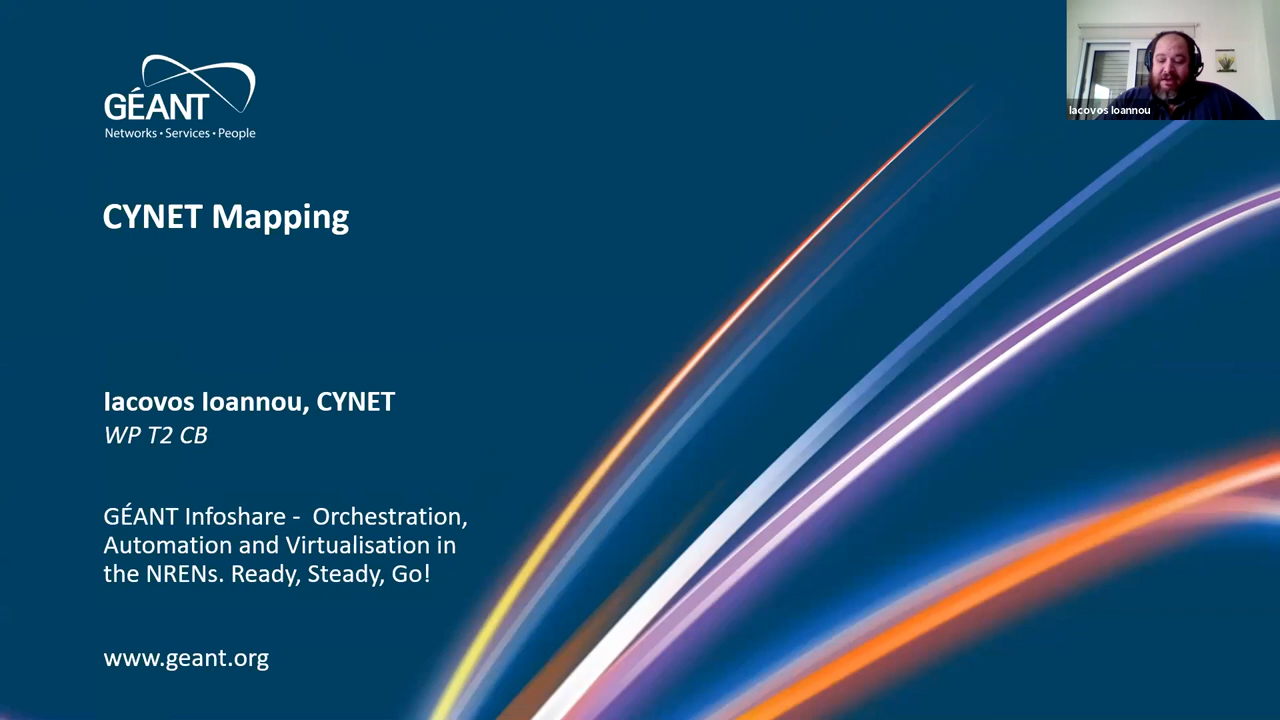 GÉANT
Networks • Services • People
CYNET Mapping
Iacovos Ioannou, CYNET
WP T2 CB
GÉANT Infoshare - Orchestration,
Automation and Virtualisation in
the NRENs. Ready, Steady, Go!
www.geant.org
Iacovos Ioannou